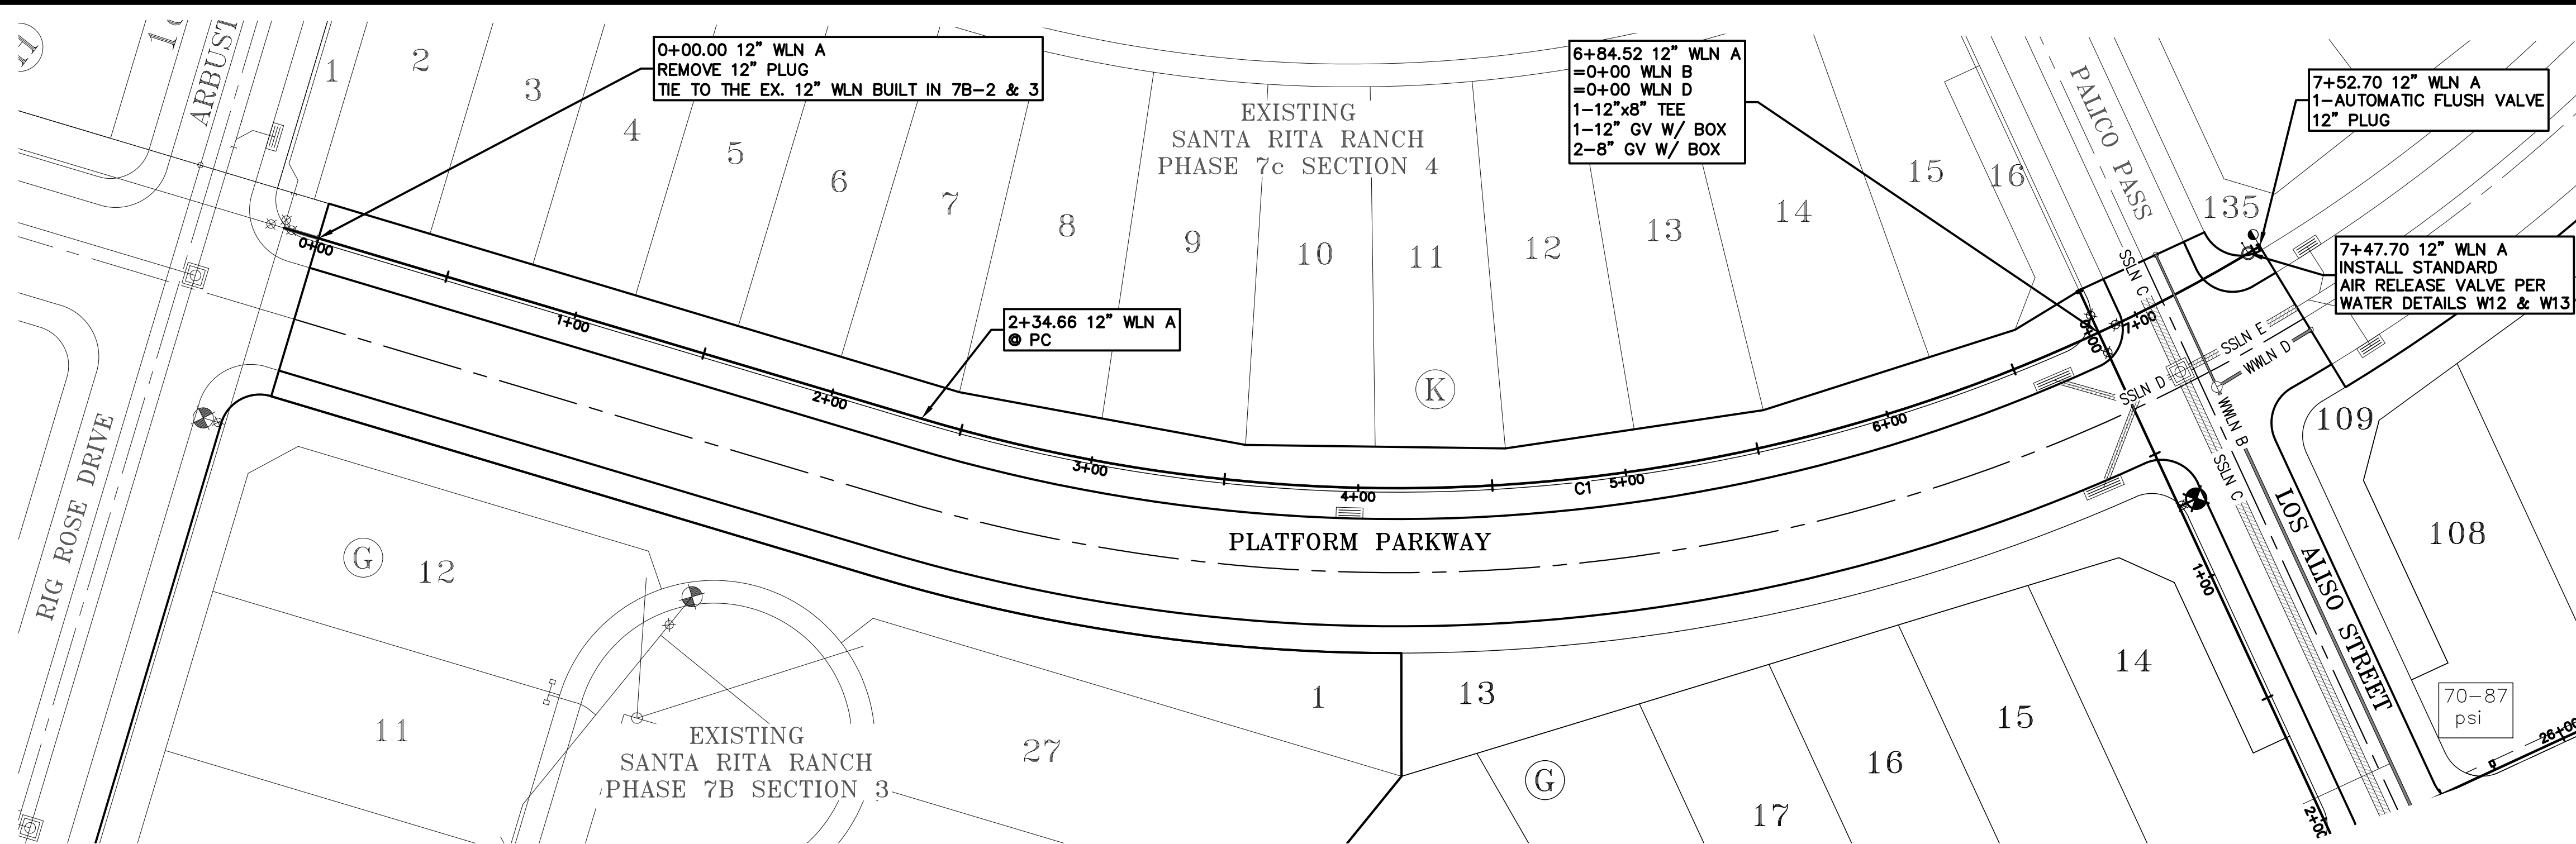 0+00.00 12" WLN A
REMOVE 12" PLUG
TIE TO THE EX. 12" WLN BUILT IN 7B-2 & 3
6+84.52 12" WLN A
=0+00 WLN B
=0+00 WLN D
1-12"x8" TEE
1-12" GV W/ BOX
2-8" GV W/ BOX
7+52.70 12" WLN A
1-AUTOMATIC FLUSH VALVE
12" PLUG
7+47.70 12" WLN A
INSTALL STANDARD
AIR RELEASE VALVE PER
WATER DETAILS W12 & W13
2+34.66 12" WLN A
@ PC
EXISTING
SANTA RITA RANCH
PHASE 7c SECTION 4
ARBUST
1
2
3
4
5
6
7
8
9
10
11
12
13
14
15
16
135
PALICO PASS
K
0+00
1+00
2+00
3+00
4+00
C1
5+00
6+00
7+00
0+00
SSLN C
SSLN E
WWLN D
SSLN D
WWLN B
SSLN C
PLATFORM PARKWAY
RIG ROSE DRIVE
LOS ALISO STREET
109
108
70-87
psi
26+00
1+00
2+00
G
12
11
EXISTING
SANTA RITA RANCH
PHASE 7B SECTION 3
27
1
13
14
15
16
17
G